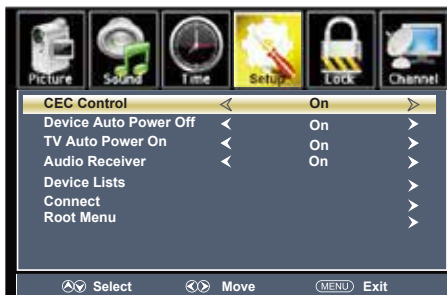 Picture Sound Time Setup Lock Channel
CEC Control On
Device Auto Power Off On
TV Auto Power On On
Audio Receiver On
Device Lists
Connect
Root Menu
Select Move MENU Exit